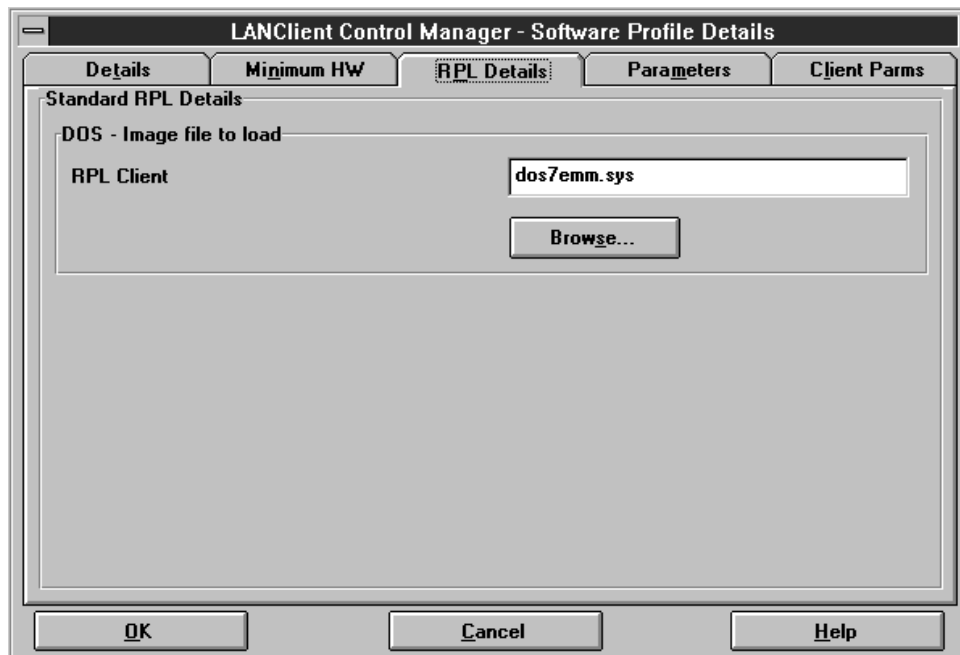 LANClient Control Manager - Software Profile Details
Details Minimum HW RPL Details Parameters Client Parms
Standard RPL Details
DOS - Image file to load
RPL Client dos7emm.sys
Browse...
OK Cancel Help